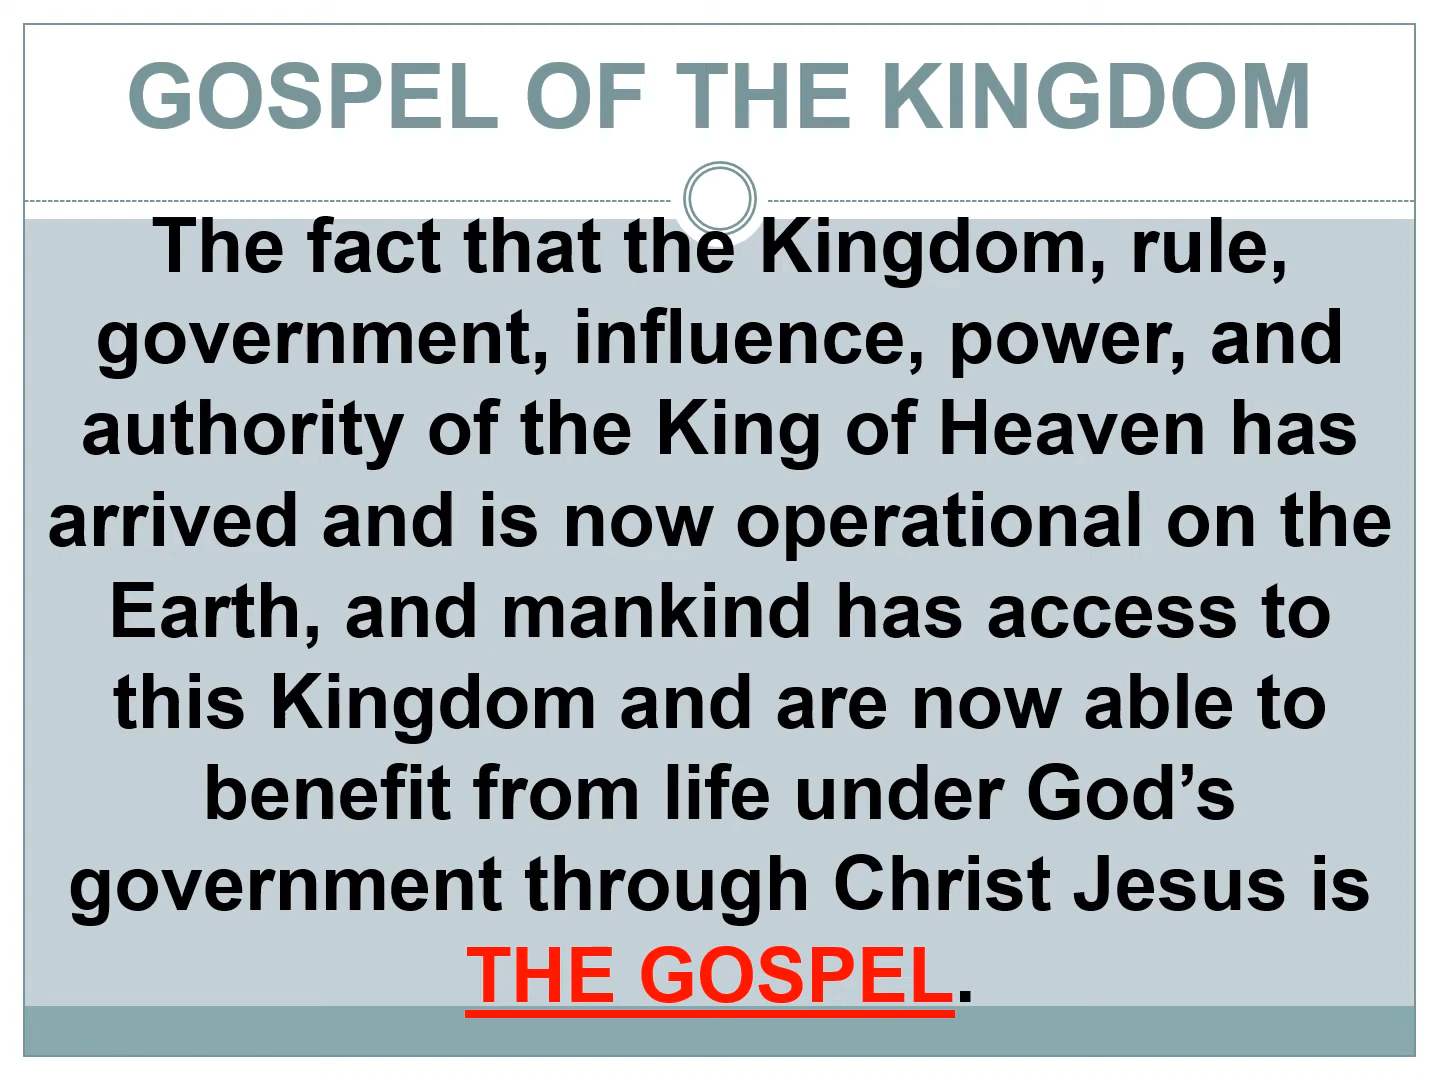 GOSPEL OF THE KINGDOM
The fact that the Kingdom, rule,
government, influence, power, and
authority of the King of Heaven has
arrived and is now operational on the
Earth, and mankind has access to
this Kingdom and are now able to
benefit from life under God’s
government through Christ Jesus is
THE GOSPEL.